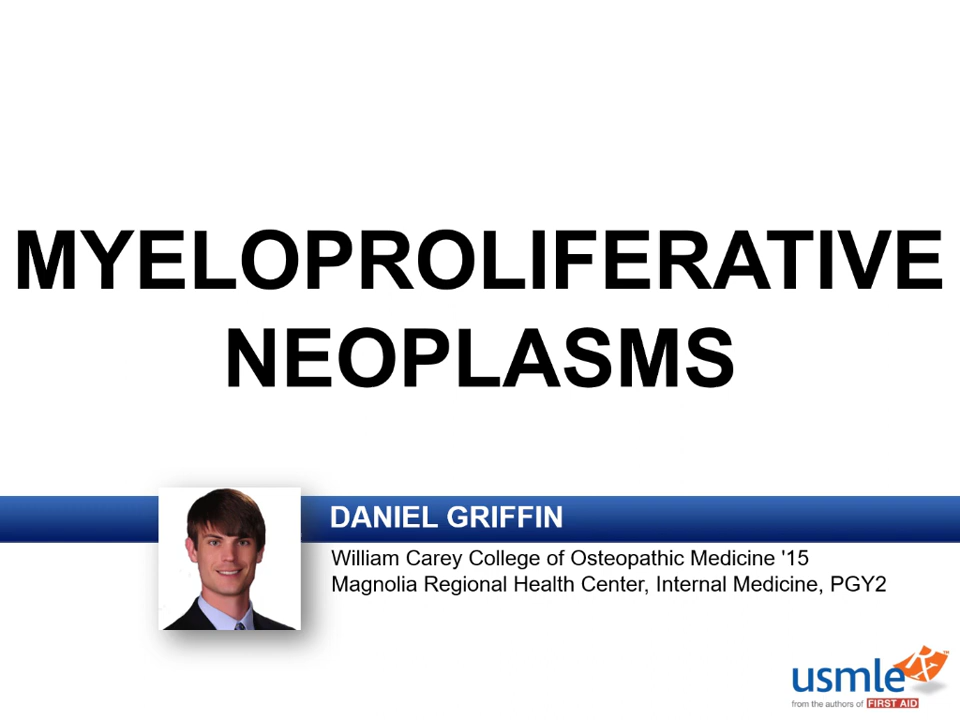 MYELOPROLIFERATIVE
NEOPLASMS
DANIEL GRIFFIN
William Carey College of Osteopathic Medicine '15
Magnolia Regional Health Center, Internal Medicine, PGY2
usmle Rx™
from the authors of FIRST AID